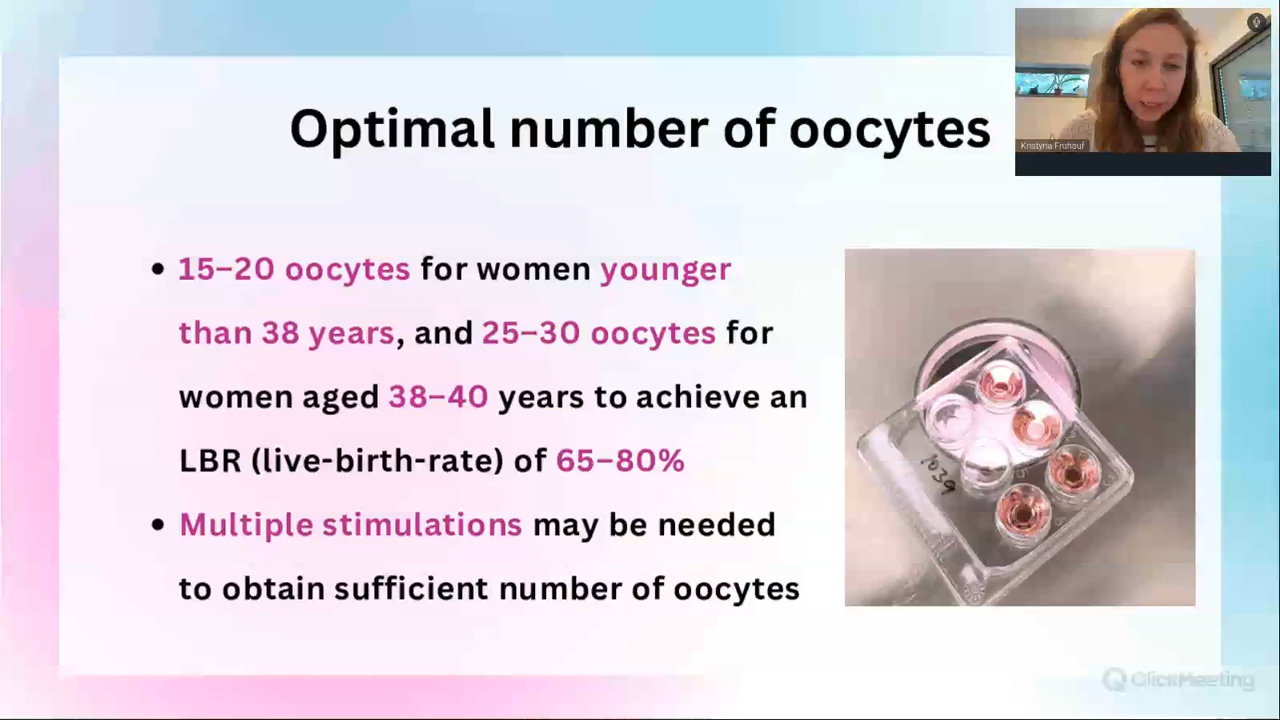 Optimal number of oocytes
Kristyna Fruhauf
• 15–20 oocytes for women younger
than 38 years, and 25–30 oocytes for
women aged 38–40 years to achieve an
LBR (live-birth-rate) of 65–80%
• Multiple stimulations may be needed
to obtain sufficient number of oocytes
1039
ClickMeeting